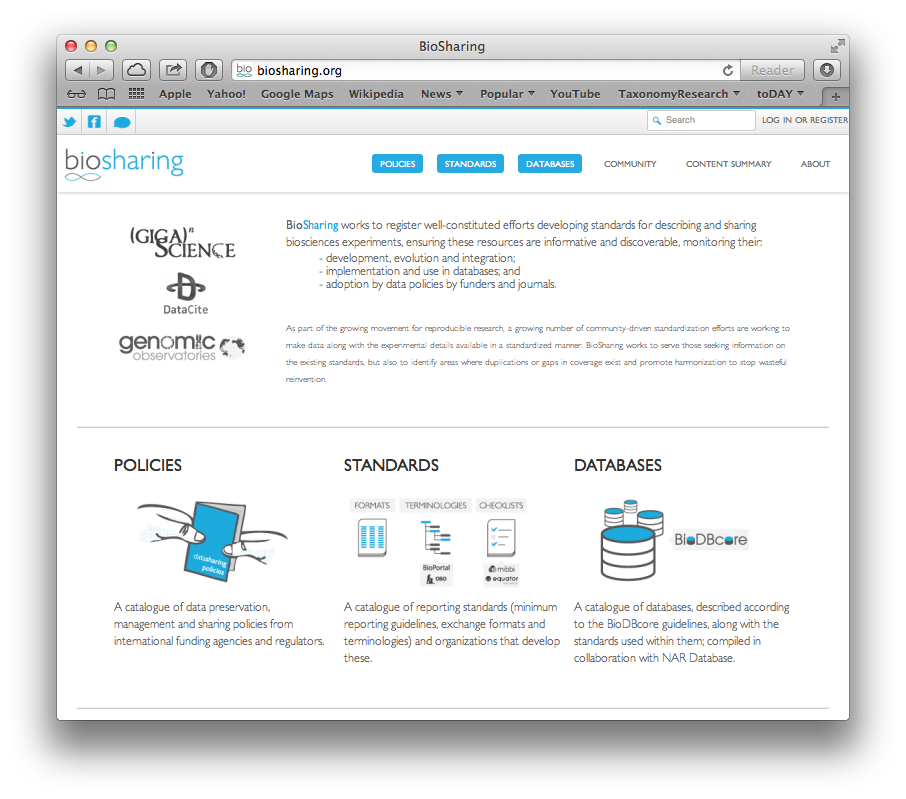 BioSharing
bio biosharing.org
Reader
Apple Yahoo! Google Maps Wikipedia News Popular YouTube TaxonomyResearch toDAY
Search LOG IN OR REGISTER
biosharing
POLICIES STANDARDS DATABASES COMMUNITY CONTENT SUMMARY ABOUT
(GIGA)ⁿ
SCIENCE
DataCite
genomic
observatories
BioSharing works to register well-constituted efforts developing standards for describing and sharing
biosciences experiments, ensuring these resources are informative and discoverable, monitoring their:
- development, evolution and integration;
- implementation and use in databases; and
- adoption by data policies by funders and journals.
As part of the growing movement for reproducible research, a growing number of community-driven standardization efforts are working to
make data along with the experimental details available in a standardized manner. BioSharing works to serve those seeking information on
the existing standards, but also to identify areas where duplications or gaps in coverage exist and promote harmonization to stop wasteful
reinvention.
POLICIES
datasharing
policies
A catalogue of data preservation,
management and sharing policies from
international funding agencies and regulators.
STANDARDS
FORMATS TERMINOLOGIES CHECKLISTS
BioPortal
OBO
mibbi
equator
A catalogue of reporting standards (minimum
reporting guidelines, exchange formats and
terminologies) and organizations that develop
these.
DATABASES
BioDBcore
A catalogue of databases, described according
to the BioDBcore guidelines, along with the
standards used within them; compiled in
collaboration with NAR Database.